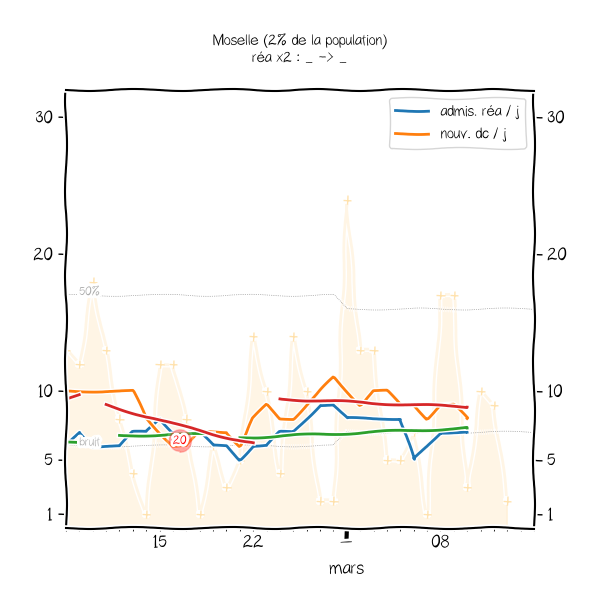 Moselle (2% de la population)
réa x2 : _ -> _
admis. réa / j
nouv. dc / j
30
30
20
20
50%
10
10
bruit
20
5
5
1
1
15
22
_
08
mars